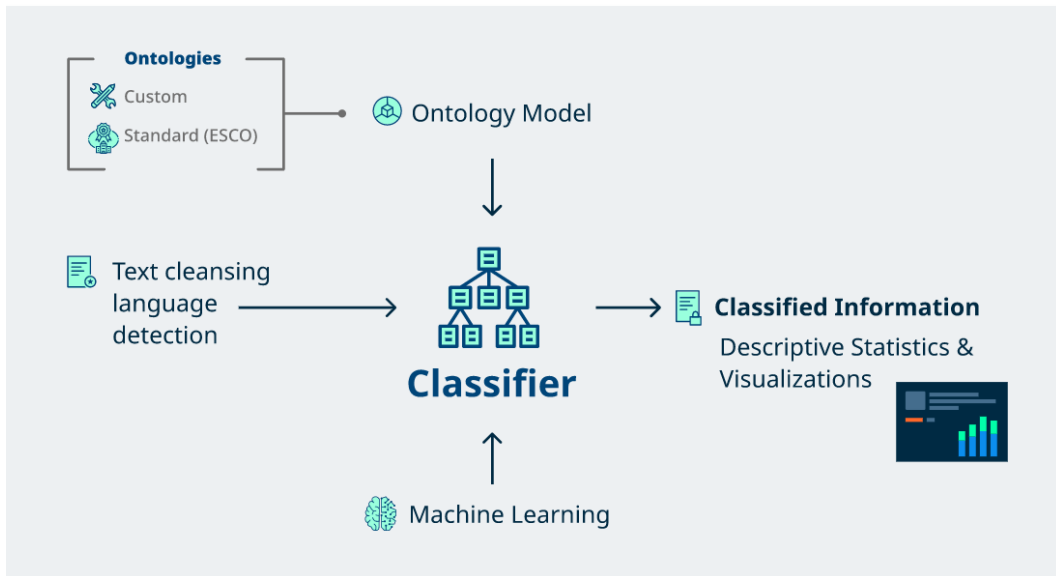 Ontologies
Custom
Standard (ESCO)
Ontology Model
Text cleansing
language
detection
Classifier
Classified Information
Descriptive Statistics &
Visualizations
Machine Learning